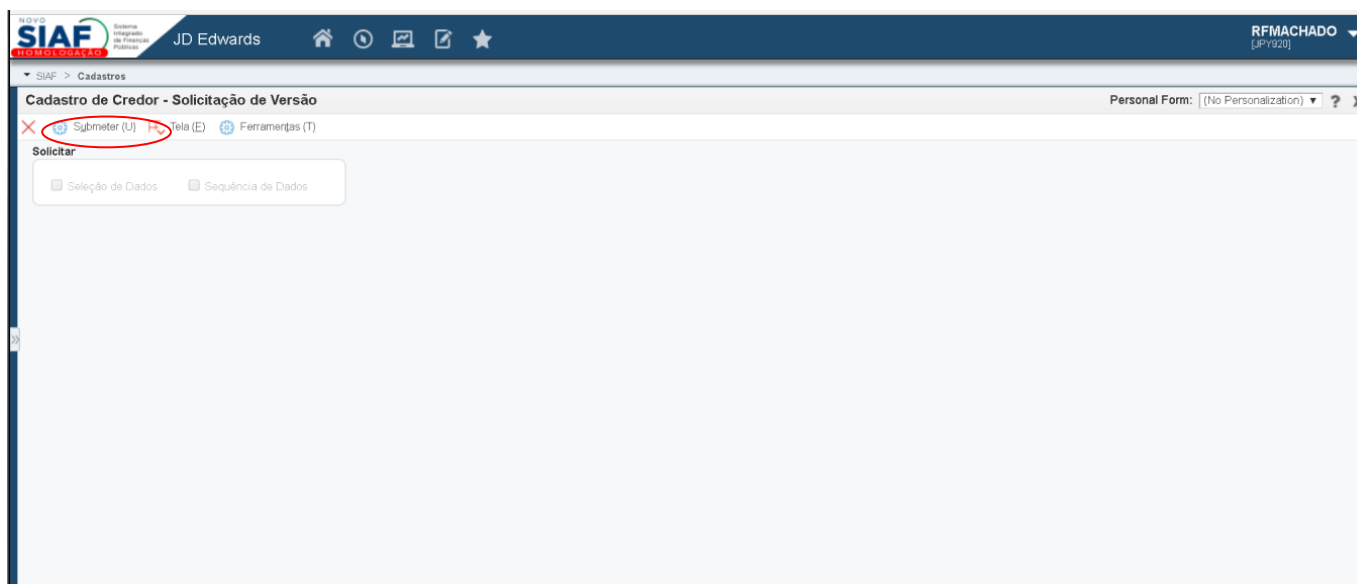 NOVO
SIAF
HOMOLOGAÇÃO
Sistema
Integrado
de Finanças
Públicas
JD Edwards
RFMACHADO
[JPY920]
SIAF > Cadastros
Cadastro de Credor - Solicitação de Versão
Personal Form: (No Personalization) ?
Submeter (U) Tela (E) Ferramentas (T)
Solicitar
Seleção de Dados Sequência de Dados